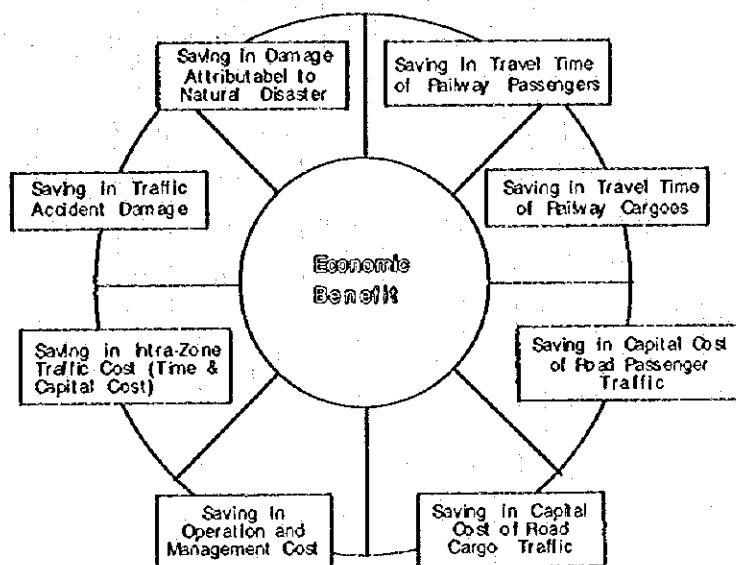 Saving in Damage
Attributabel to
Natural Disaster
Saving in Travel Time
of Railway Passengers
Saving in Traffic
Accident Damage
Saving in Travel Time
of Railway Cargoes
Economic
Benefit
Saving in Intra-Zone
Traffic Cost (Time &
Capital Cost)
Saving in Capital Cost
of Road Passenger
Traffic
Saving in
Operation and
Management Cost
Saving in Capital
Cost of Road
Cargo Traffic